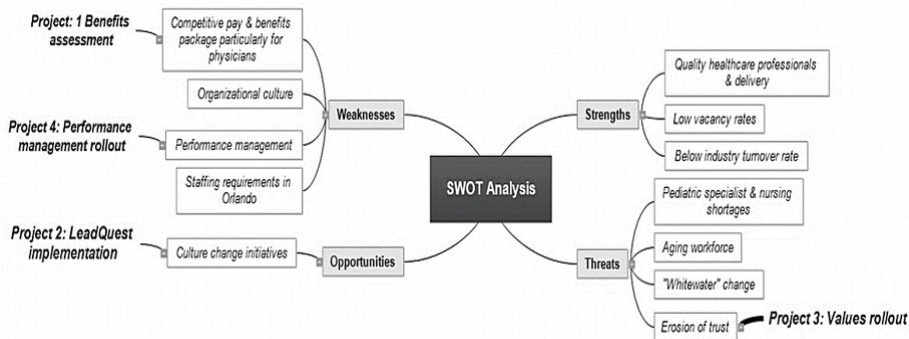 Project: 1 Benefits
assessment
Competitive pay & benefits
package particularly for
physicians
Organizational culture
Project 4: Performance
management rollout
Performance management
Staffing requirements in
Orlando
Weaknesses
Project 2: LeadQuest
implementation
Culture change initiatives
Opportunities
SWOT Analysis
Strengths
Quality healthcare professionals
& delivery
Low vacancy rates
Below industry turnover rate
Threats
Pediatric specialist & nursing
shortages
Aging workforce
"Whitewater" change
Erosion of trust
Project 3: Values rollout